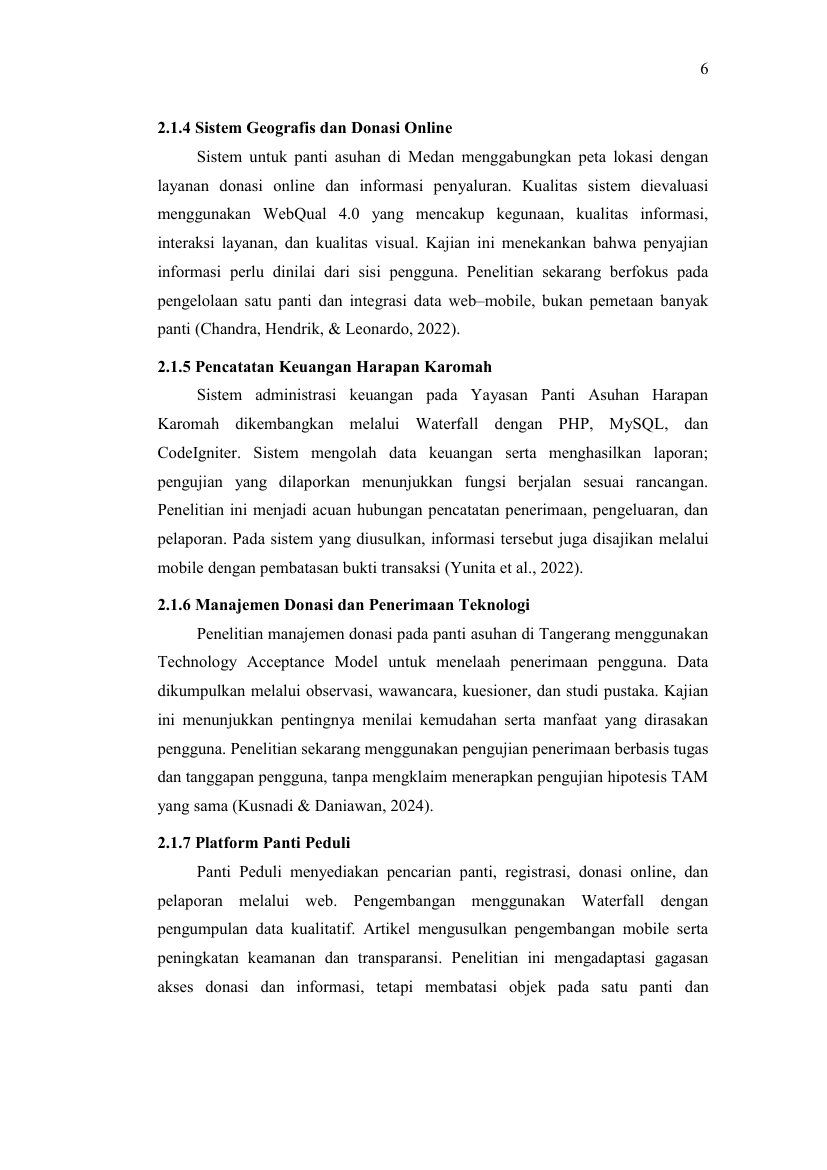 6
2.1.4 Sistem Geografis dan Donasi Online
Sistem untuk panti asuhan di Medan menggabungkan peta lokasi dengan
layanan donasi online dan informasi penyaluran. Kualitas sistem dievaluasi
menggunakan WebQual 4.0 yang mencakup kegunaan, kualitas informasi,
interaksi layanan, dan kualitas visual. Kajian ini menekankan bahwa penyajian
informasi perlu dinilai dari sisi pengguna. Penelitian sekarang berfokus pada
pengelolaan satu panti dan integrasi data web–mobile, bukan pemetaan banyak
panti (Chandra, Hendrik, & Leonardo, 2022).
2.1.5 Pencatatan Keuangan Harapan Karomah
Sistem administrasi keuangan pada Yayasan Panti Asuhan Harapan
Karomah dikembangkan melalui Waterfall dengan PHP, MySQL, dan
CodeIgniter. Sistem mengolah data keuangan serta menghasilkan laporan;
pengujian yang dilaporkan menunjukkan fungsi berjalan sesuai rancangan.
Penelitian ini menjadi acuan hubungan pencatatan penerimaan, pengeluaran, dan
pelaporan. Pada sistem yang diusulkan, informasi tersebut juga disajikan melalui
mobile dengan pembatasan bukti transaksi (Yunita et al., 2022).
2.1.6 Manajemen Donasi dan Penerimaan Teknologi
Penelitian manajemen donasi pada panti asuhan di Tangerang menggunakan
Technology Acceptance Model untuk menelaah penerimaan pengguna. Data
dikumpulkan melalui observasi, wawancara, kuesioner, dan studi pustaka. Kajian
ini menunjukkan pentingnya menilai kemudahan serta manfaat yang dirasakan
pengguna. Penelitian sekarang menggunakan pengujian penerimaan berbasis tugas
dan tanggapan pengguna, tanpa mengklaim menerapkan pengujian hipotesis TAM
yang sama (Kusnadi & Daniawan, 2024).
2.1.7 Platform Panti Peduli
Panti Peduli menyediakan pencarian panti, registrasi, donasi online, dan
pelaporan melalui web. Pengembangan menggunakan Waterfall dengan
pengumpulan data kualitatif. Artikel mengusulkan pengembangan mobile serta
peningkatan keamanan dan transparansi. Penelitian ini mengadaptasi gagasan
akses donasi dan informasi, tetapi membatasi objek pada satu panti dan